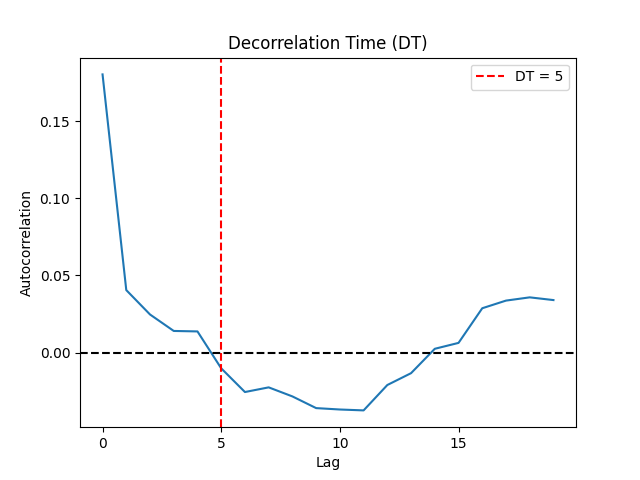 Decorrelation Time (DT)
DT = 5
Autocorrelation
0.15
0.10
0.05
0.00
0 5 10 15
Lag